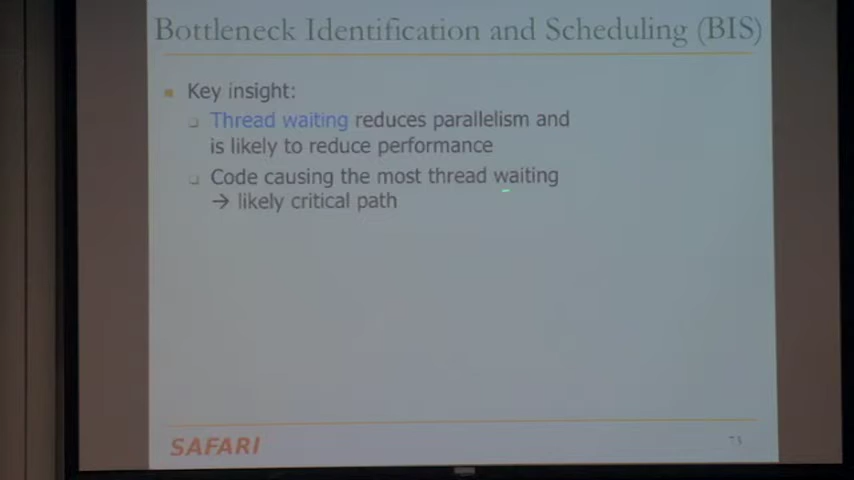 Bottleneck Identification and Scheduling (BIS)
Key insight:
Thread waiting reduces parallelism and
is likely to reduce performance
Code causing the most thread waiting
→ likely critical path
SAFARI